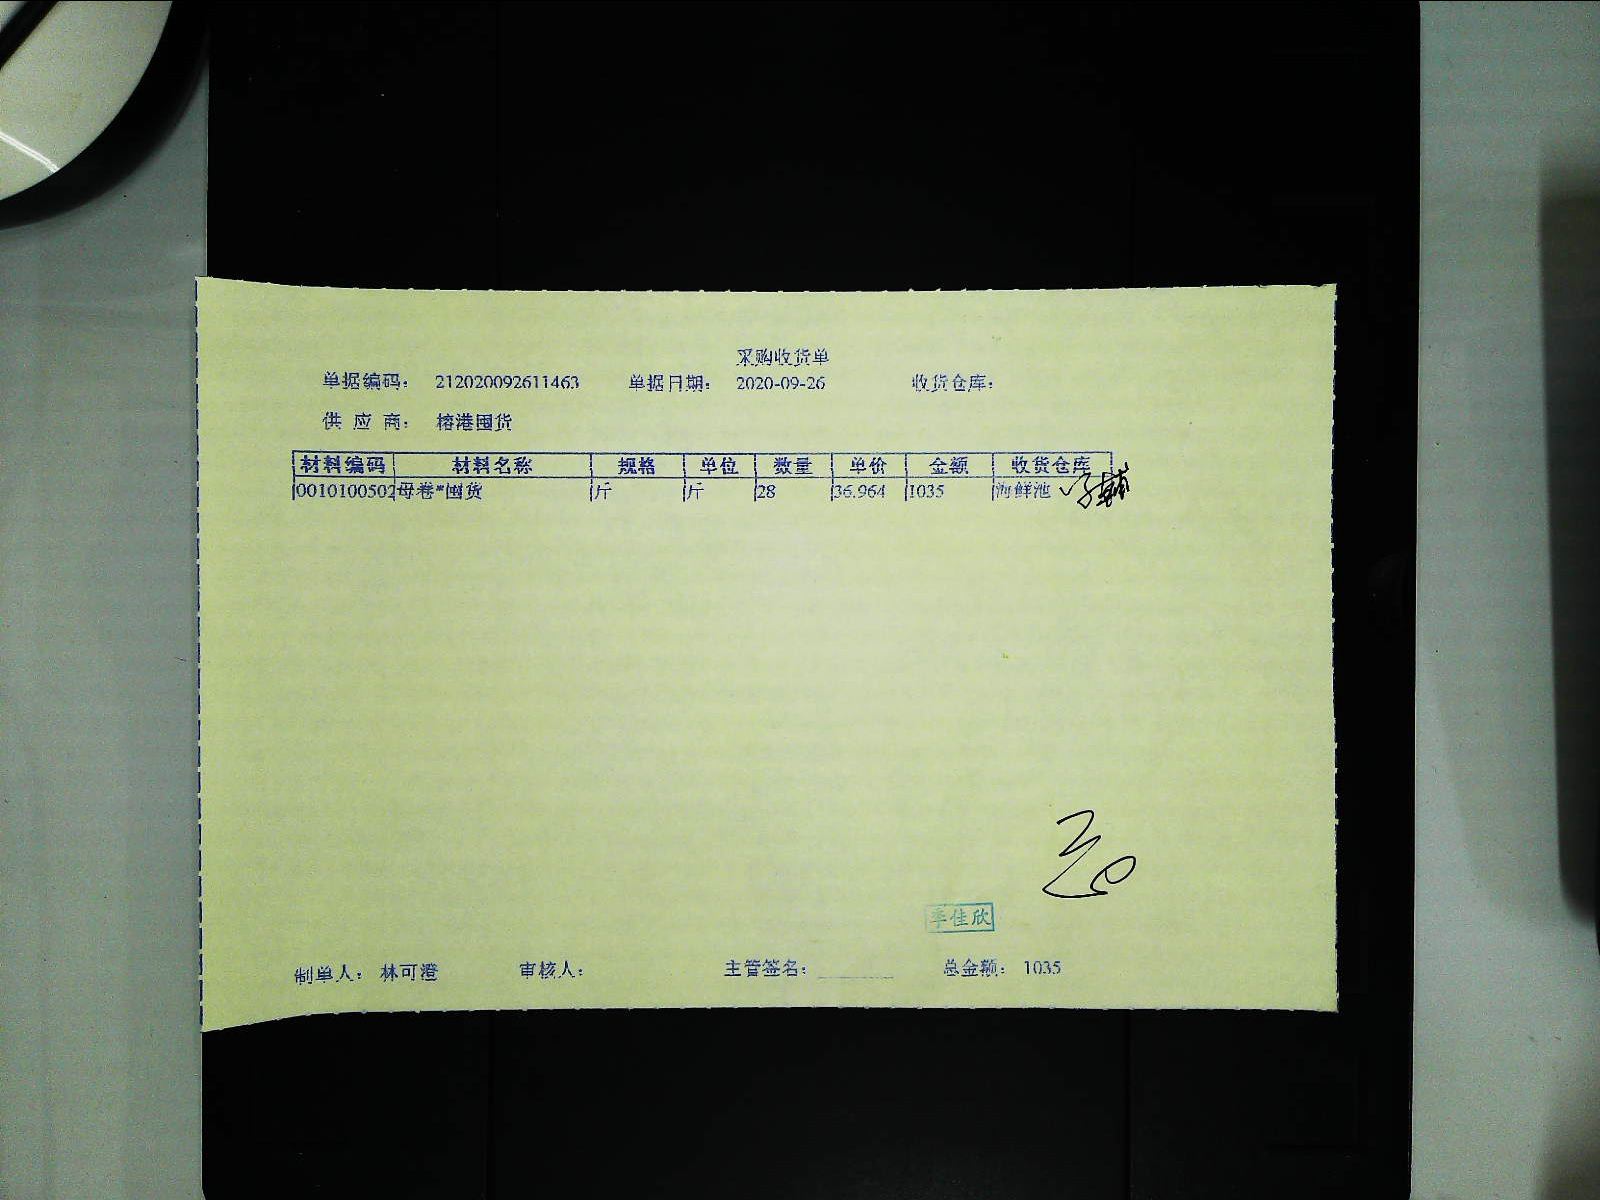 采购收货单
单据编码： 212020092611463 单据日期： 2020-09-26 收货仓库：
供 应 商： 榕港囤货
材料编码 材料名称 规格 单位 数量 单价 金额 收货仓库
0010100502 母卷*囤货 斤 斤 28 36.964 1035 海鲜池
季佳欣
制单人： 林可澄 审核人： 主管签名： 总金额： 1035